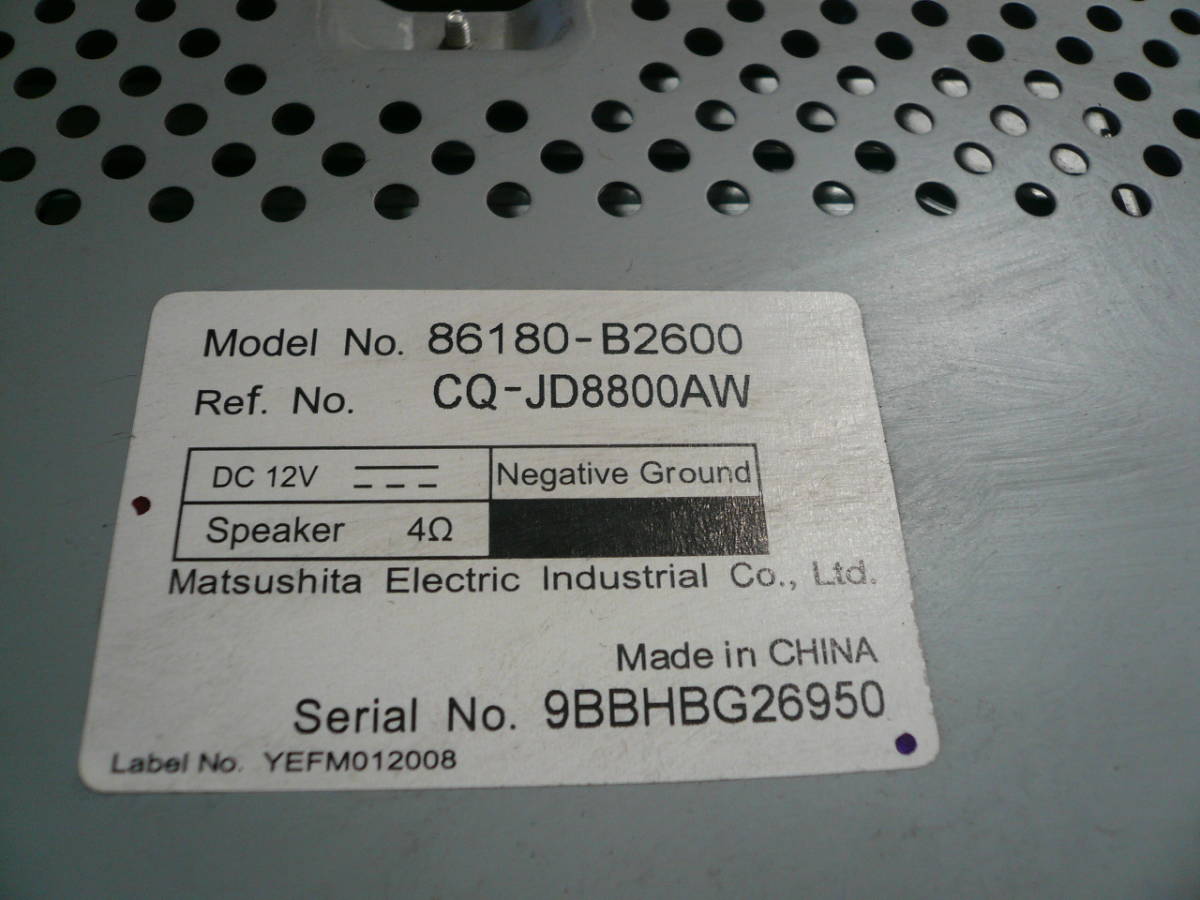 Model No. 86180-B2600
Ref. No. CQ-JD8800AW
DC 12V Negative Ground
Speaker 4Ω
Matsushita Electric Industrial Co., Ltd.
Made in CHINA
Serial No. 9BBHBG26950
Label No. YEFM012008